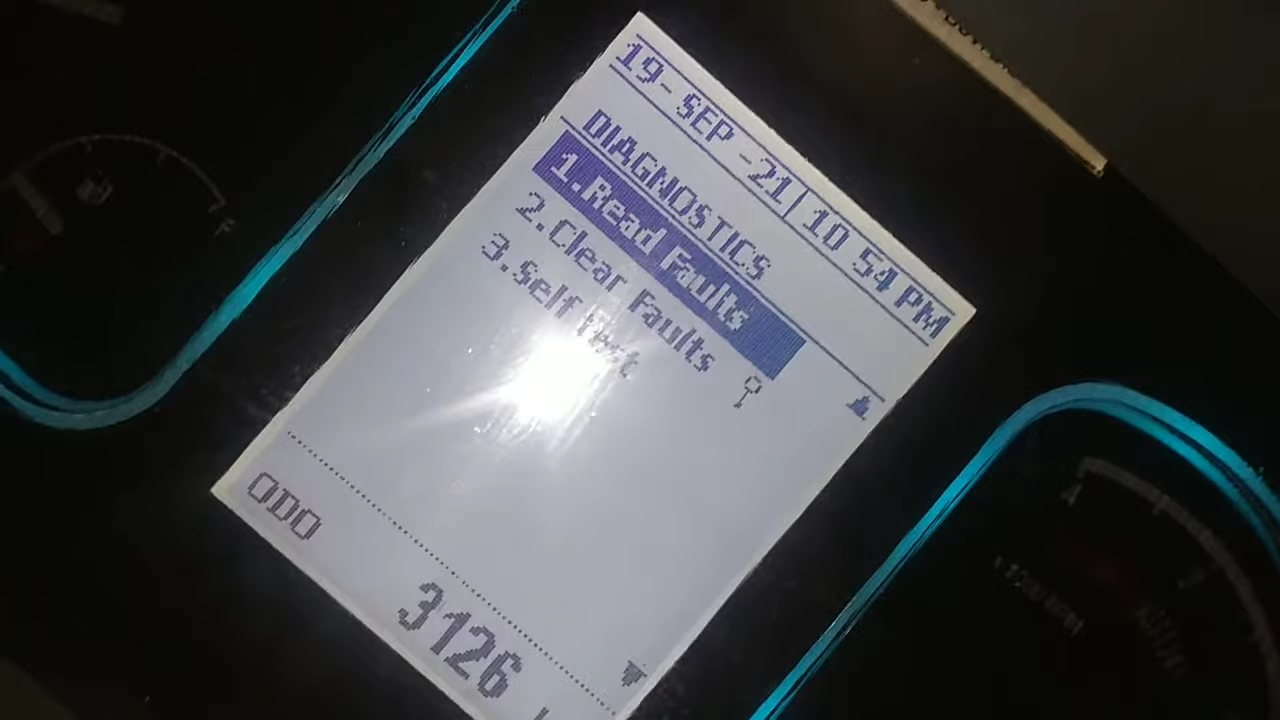 19- SEP -21| 10 54 PM
DIAGNOSTICS
1.Read Faults
2.Clear Faults
3.Self test
ODO
3126
F